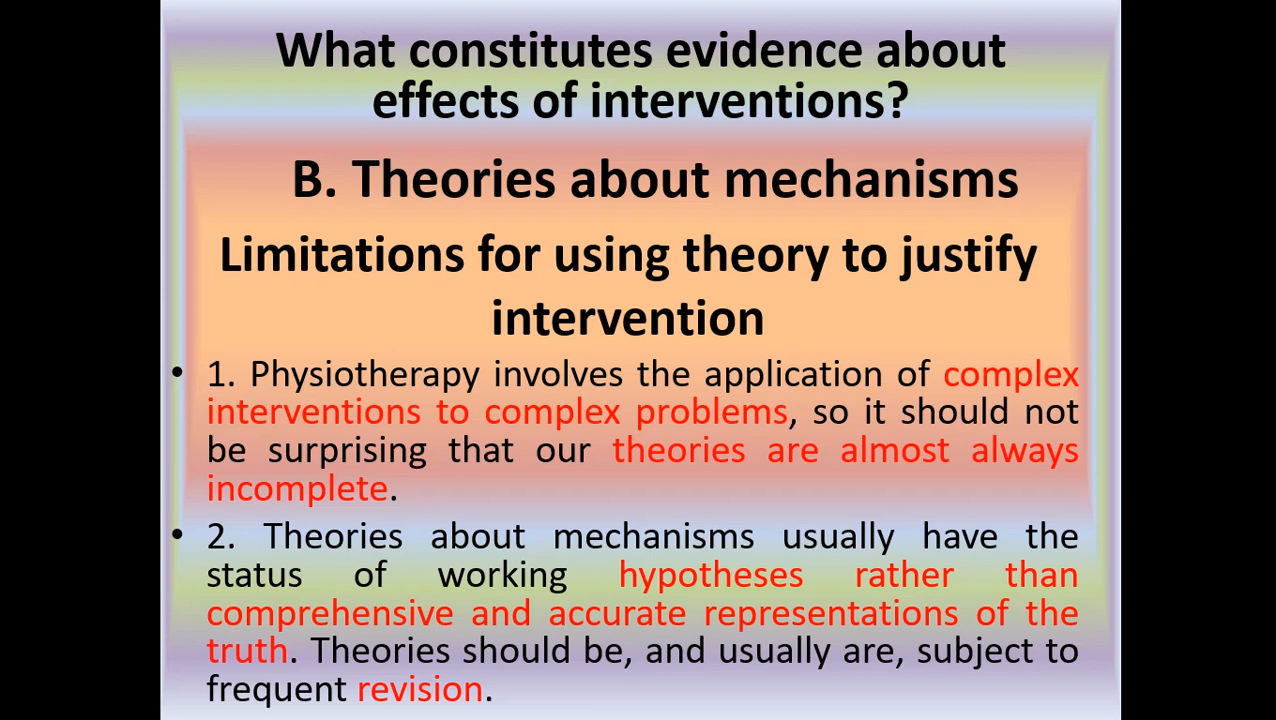 What constitutes evidence about
effects of interventions?
B. Theories about mechanisms
Limitations for using theory to justify
intervention
• 1. Physiotherapy involves the application of complex
interventions to complex problems, so it should not
be surprising that our theories are almost always
incomplete.
• 2. Theories about mechanisms usually have the
status of working hypotheses rather than
comprehensive and accurate representations of the
truth. Theories should be, and usually are, subject to
frequent revision.